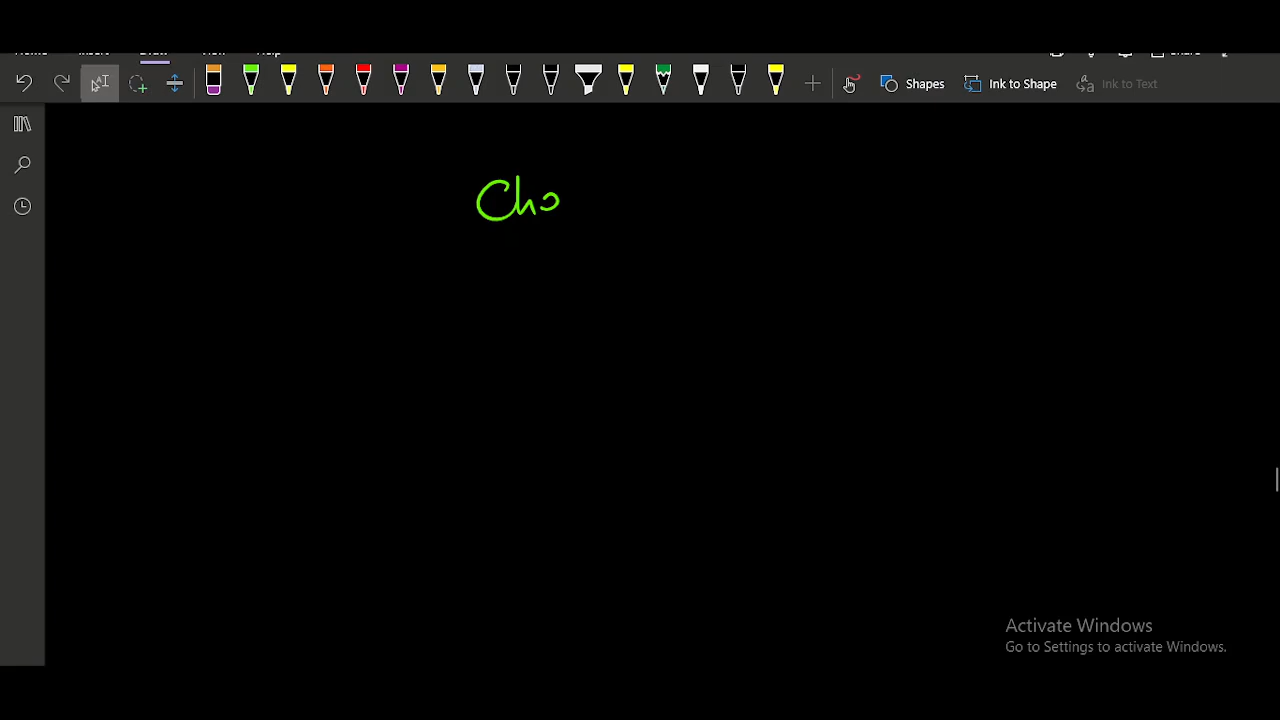 Shapes
Ink to Shape
Ink to Text
Cho
Activate Windows
Go to Settings to activate Windows.